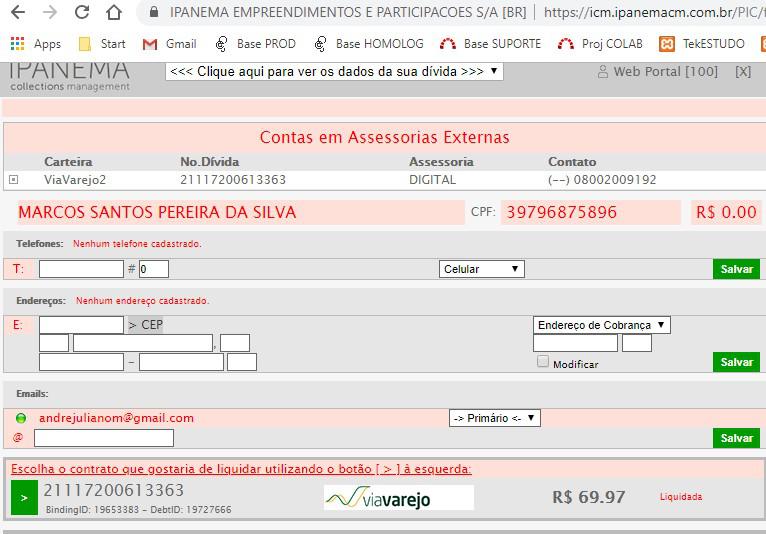 IPANEMA EMPREENDIMENTOS E PARTICIPACOES S/A [BR] | https://icm.ipanemacm.com.br/PIC/
Apps Start Gmail Base PROD Base HOMOLOG Base SUPORTE Proj COLAB TekESTUDO
IPANEMA
collections management
<<< Clique aqui para ver os dados da sua dívida >>>
Web Portal [100] [X]
Contas em Assessorias Externas
Carteira No.Dívida Assessoria Contato
ViaVarejo2 21117200613363 DIGITAL (--) 08002009192
MARCOS SANTOS PEREIRA DA SILVA CPF: 39796875896 R$ 0.00
Telefones: Nenhum telefone cadastrado.
T: # 0 Celular Salvar
Endereços: Nenhum endereço cadastrado.
E: > CEP Endereço de Cobrança
,
– Modificar Salvar
Emails:
andrejulianom@gmail.com -> Primário <-
@ Salvar
Escolha o contrato que gostaria de liquidar utilizando o botão [ > ] à esquerda:
> 21117200613363 viavarejo R$ 69.97 Liquidada
BindingID: 19653383 – DebtID: 19727666